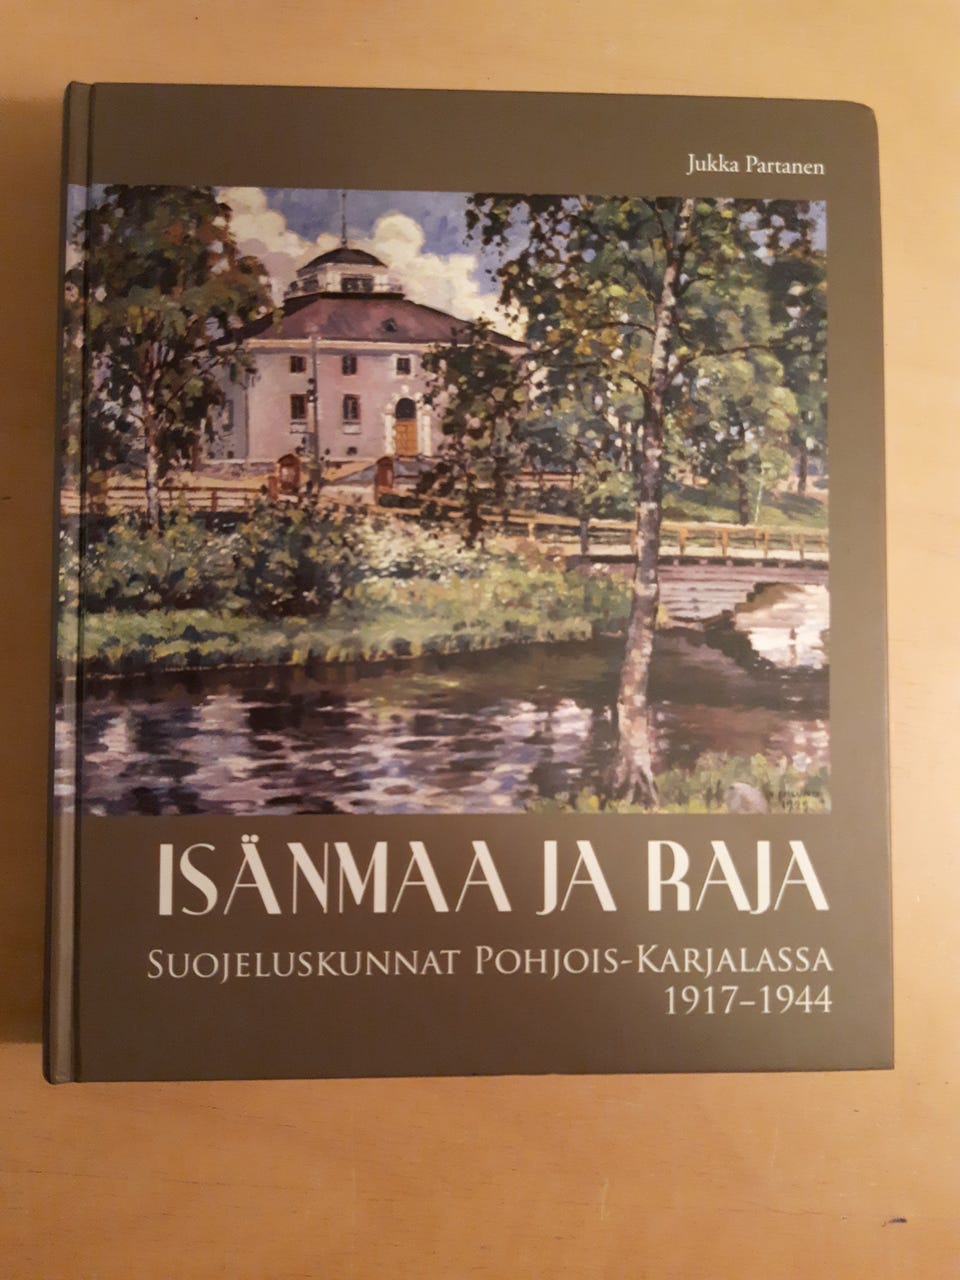 Jukka Partanen
ISÄNMAA JA RAJA
SUOJELUSKUNNAT POHJOIS-KARJALASSA
1917–1944